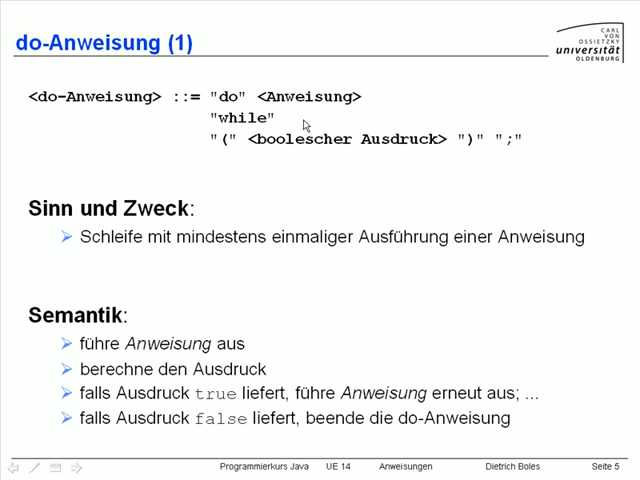 do-Anweisung (1)
CARL
VON
OSSIETZKY
universität
OLDENBURG
<do-Anweisung> ::= "do" <Anweisung>
"while"
"(" <boolescher Ausdruck> ")" ";"
Sinn und Zweck:
Schleife mit mindestens einmaliger Ausführung einer Anweisung
Semantik:
führe Anweisung aus
berechne den Ausdruck
falls Ausdruck true liefert, führe Anweisung erneut aus; ...
falls Ausdruck false liefert, beende die do-Anweisung
Programmierkurs Java UE 14 Anweisungen Dietrich Boles Seite 5